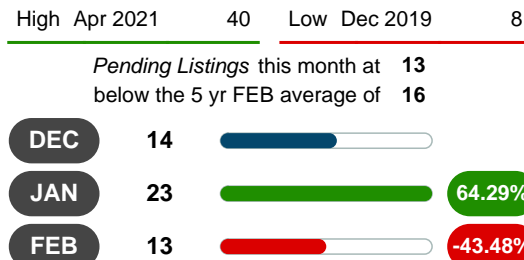 High Apr 2021 40 Low Dec 2019 8
Pending Listings this month at 13
below the 5 yr FEB average of 16
DEC 14
JAN 23 64.29%
FEB 13 -43.48%